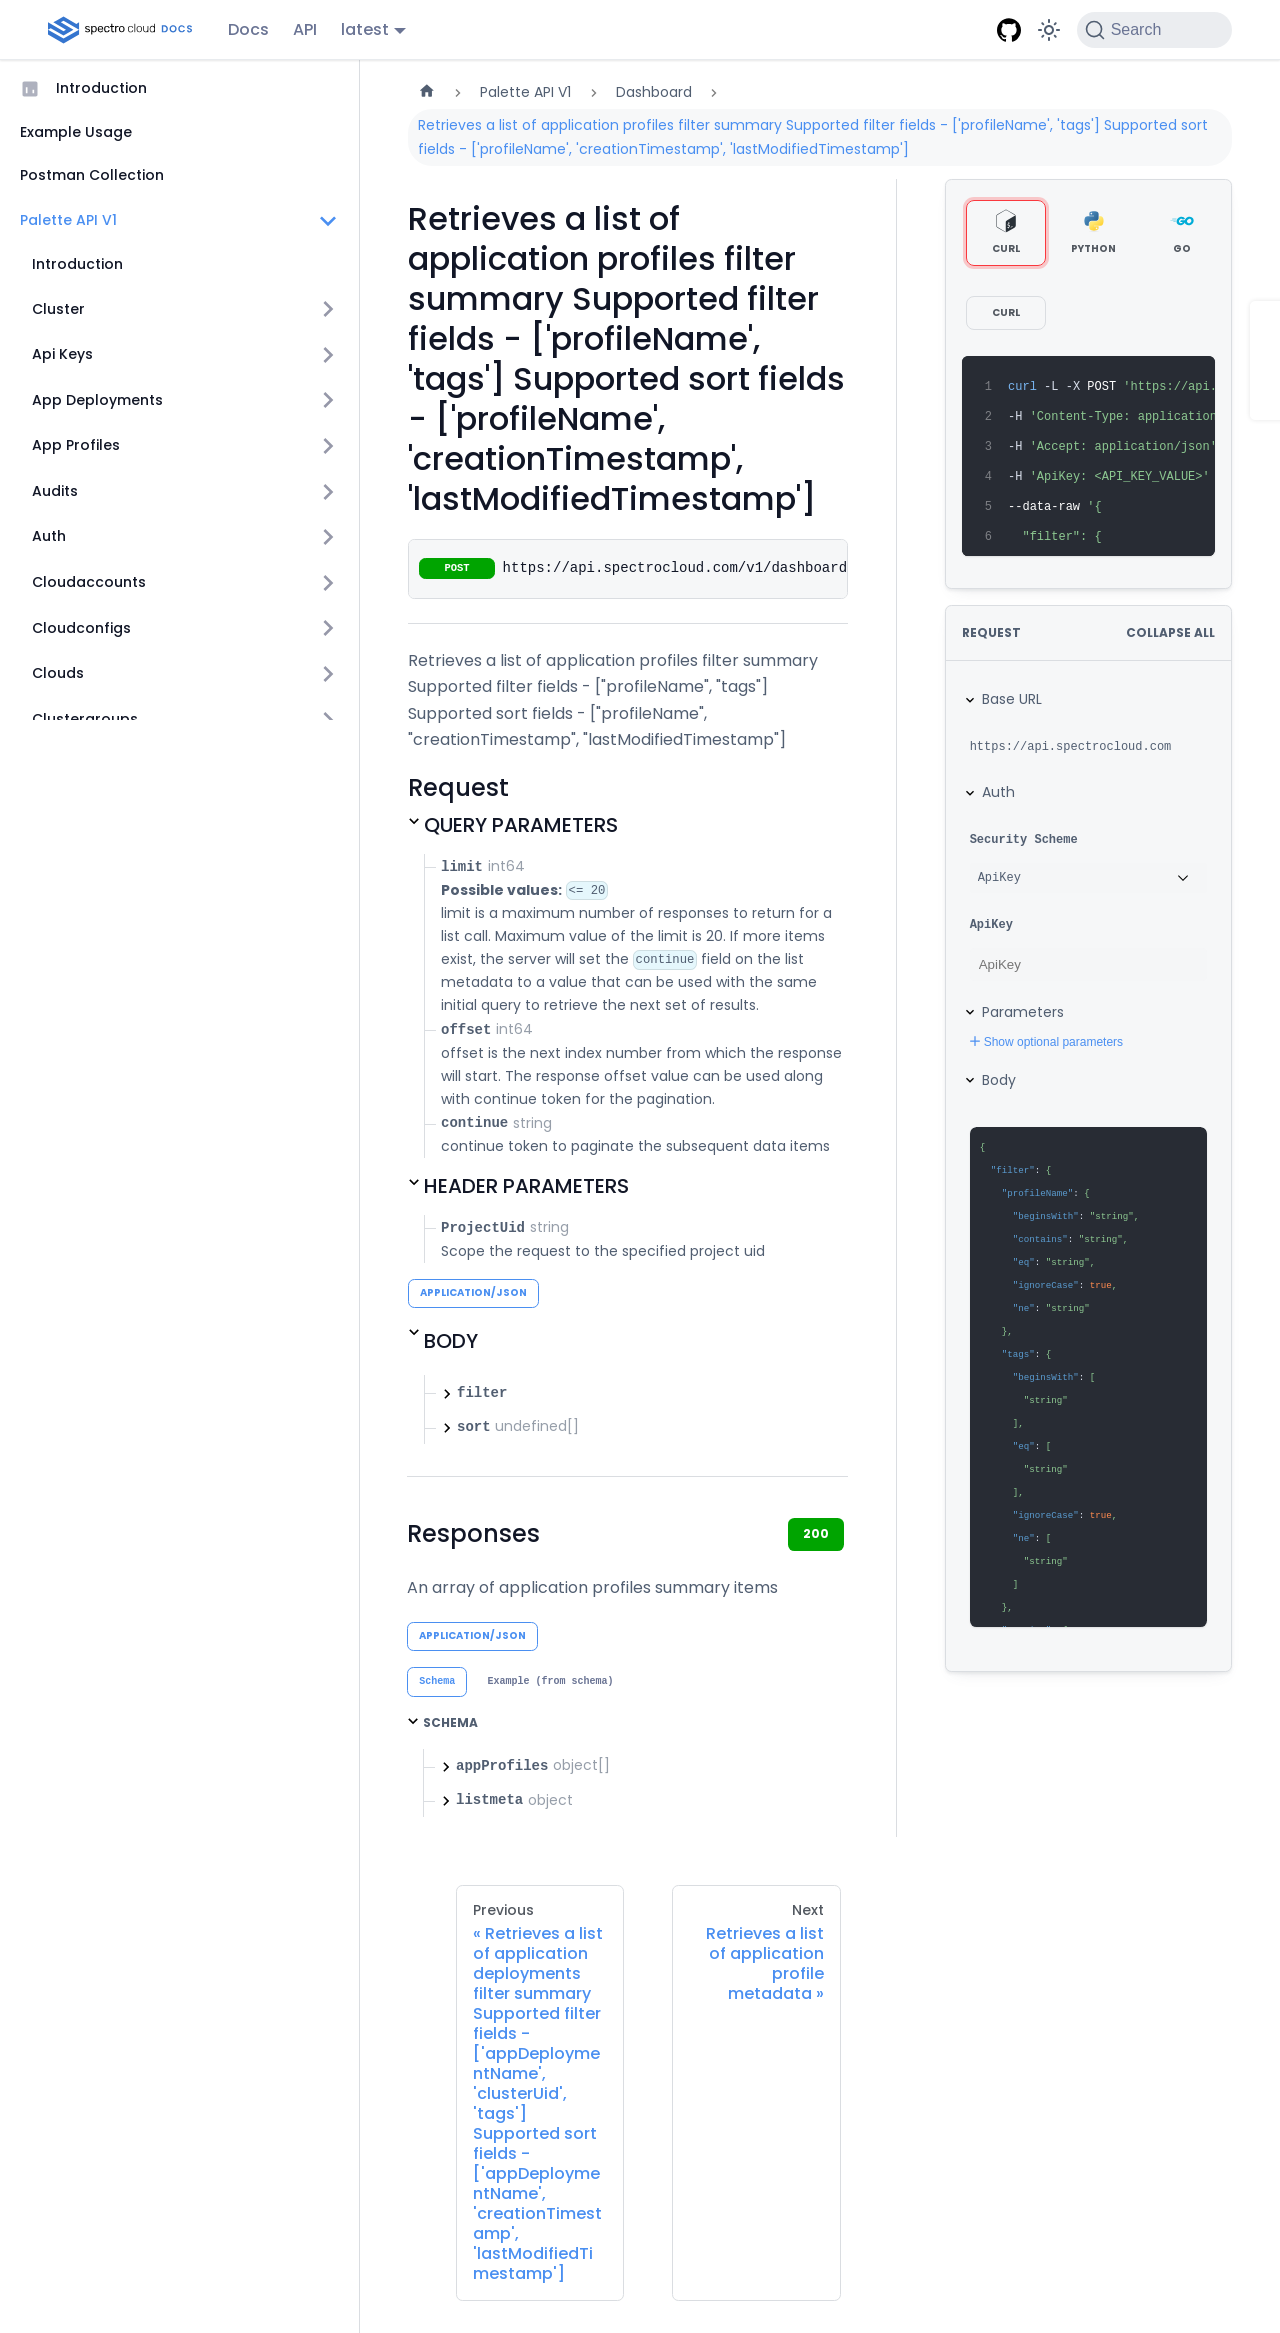 spectro cloud DOCS
Docs
API
latest
Search
Introduction
Example Usage
Postman Collection
Palette API V1
Introduction
Cluster
Api Keys
App Deployments
App Profiles
Audits
Auth
Cloudaccounts
Cloudconfigs
Clouds
Clustergroups
Palette API V1
Dashboard
Retrieves a list of application profiles filter summary Supported filter fields - ['profileName', 'tags'] Supported sort
fields - ['profileName', 'creationTimestamp', 'lastModifiedTimestamp']
Retrieves a list of
application profiles filter
summary Supported filter
fields - ['profileName',
'tags'] Supported sort fields
- ['profileName',
'creationTimestamp',
'lastModifiedTimestamp']
POST https://api.spectrocloud.com/v1/dashboard
Retrieves a list of application profiles filter summary
Supported filter fields - ["profileName", "tags"]
Supported sort fields - ["profileName",
"creationTimestamp", "lastModifiedTimestamp"]
Request
QUERY PARAMETERS
limit int64
Possible values: <= 20
limit is a maximum number of responses to return for a
list call. Maximum value of the limit is 20. If more items
exist, the server will set the continue field on the list
metadata to a value that can be used with the same
initial query to retrieve the next set of results.
offset int64
offset is the next index number from which the response
will start. The response offset value can be used along
with continue token for the pagination.
continue string
continue token to paginate the subsequent data items
HEADER PARAMETERS
ProjectUid string
Scope the request to the specified project uid
APPLICATION/JSON
BODY
filter
sort undefined[]
Responses
200
An array of application profiles summary items
APPLICATION/JSON
Schema
Example (from schema)
SCHEMA
appProfiles object[]
listmeta object
CURL
PYTHON
GO
CURL
1 curl -L -X POST 'https://api.
2 -H 'Content-Type: application
3 -H 'Accept: application/json'
4 -H 'ApiKey: <API_KEY_VALUE>'
5 --data-raw '{
6 "filter": {
REQUEST
COLLAPSE ALL
Base URL
https://api.spectrocloud.com
Auth
Security Scheme
ApiKey
ApiKey
ApiKey
Parameters
Show optional parameters
Body
{
"filter": {
"profileName": {
"beginsWith": "string",
"contains": "string",
"eq": "string",
"ignoreCase": true,
"ne": "string"
},
"tags": {
"beginsWith": [
"string"
],
"eq": [
"string"
],
"ignoreCase": true,
"ne": [
"string"
]
},
Previous
« Retrieves a list
of application
deployments
filter summary
Supported filter
fields -
['appDeployme
ntName',
'clusterUid',
'tags']
Supported sort
fields -
['appDeployme
ntName',
'creationTimest
amp',
'lastModifiedTi
mestamp']
Next
Retrieves a list
of application
profile
metadata »